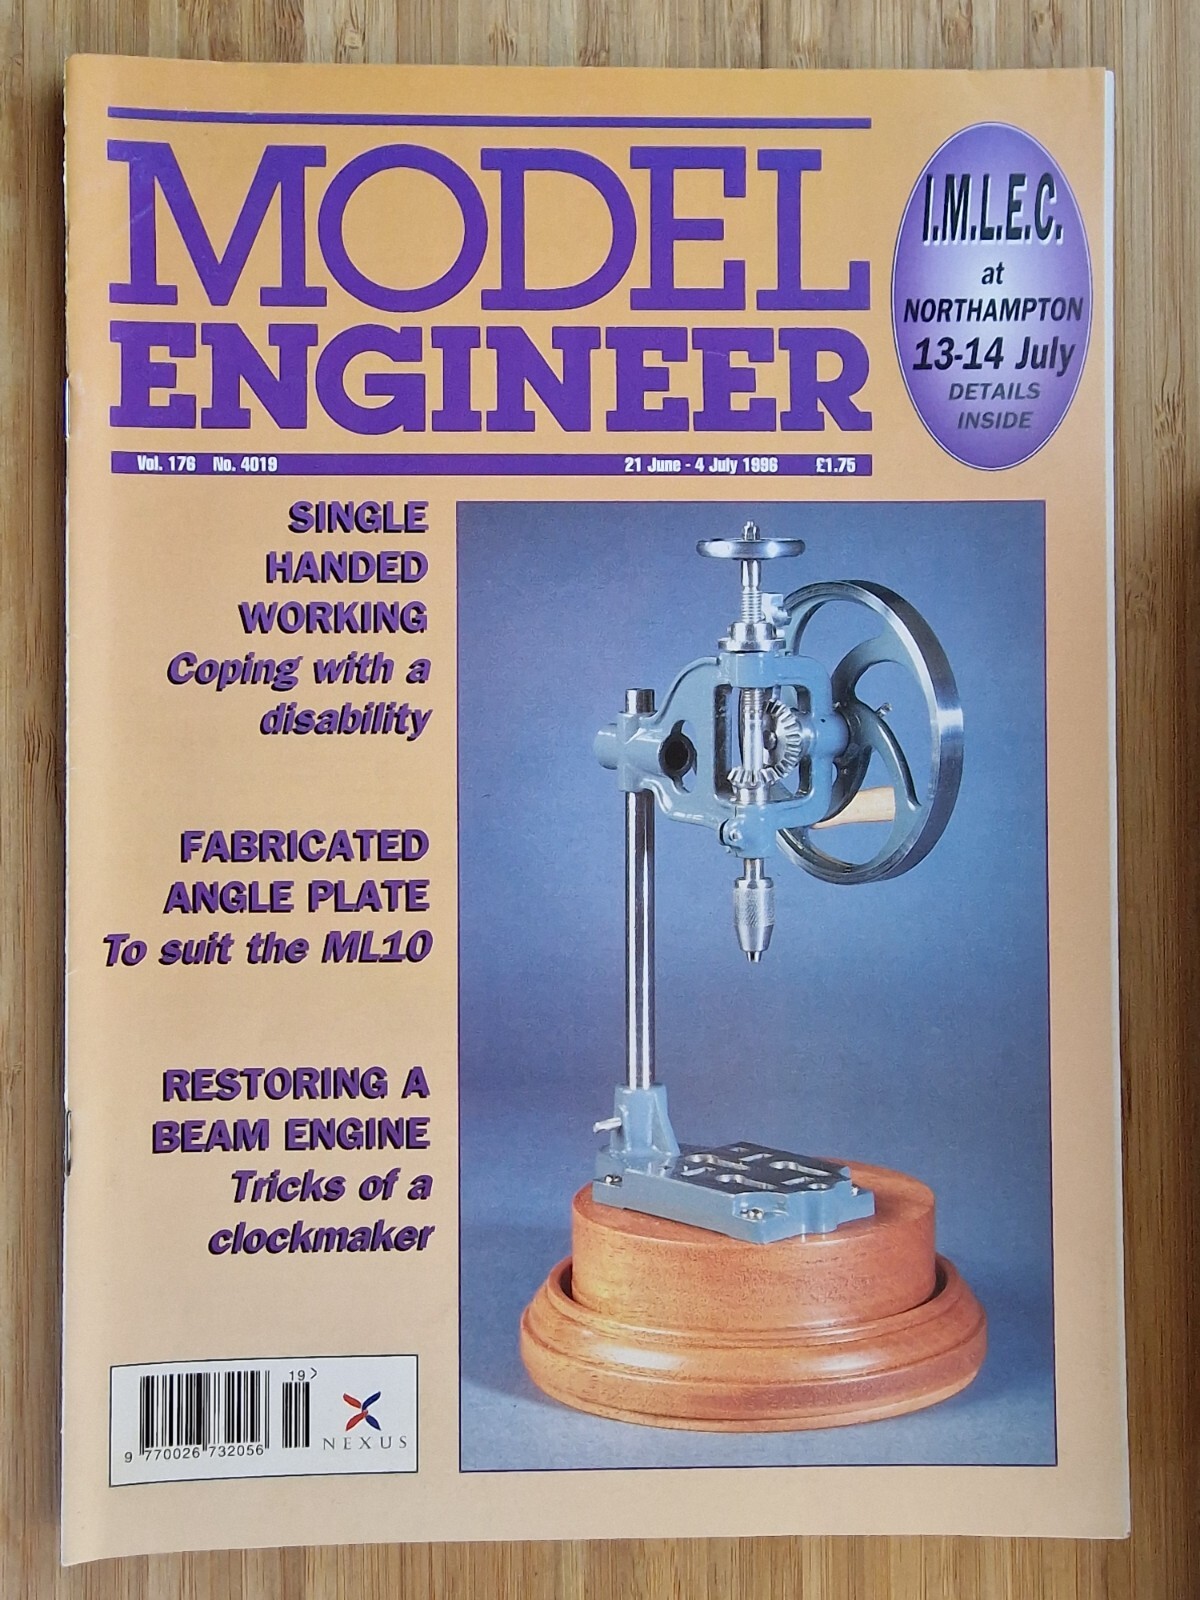 MODEL
ENGINEER
Vol. 176 No. 4019 21 June - 4 July 1996 £1.75
I.M.L.E.C.
at
NORTHAMPTON
13-14 July
DETAILS
INSIDE
SINGLE
HANDED
WORKING
Coping with a
disability
FABRICATED
ANGLE PLATE
To suit the ML10
RESTORING A
BEAM ENGINE
Tricks of a
clockmaker
19>
9 770026 732056
NEXUS